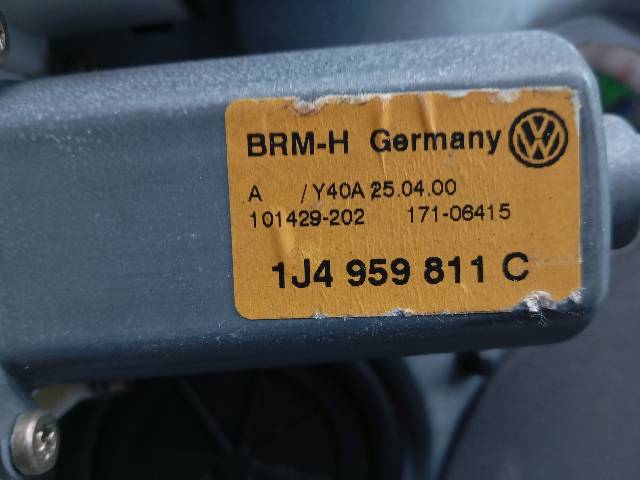 BRM-H Germany
A /Y40A 25.04.00
101429-202 171-06415
1J4 959 811 C